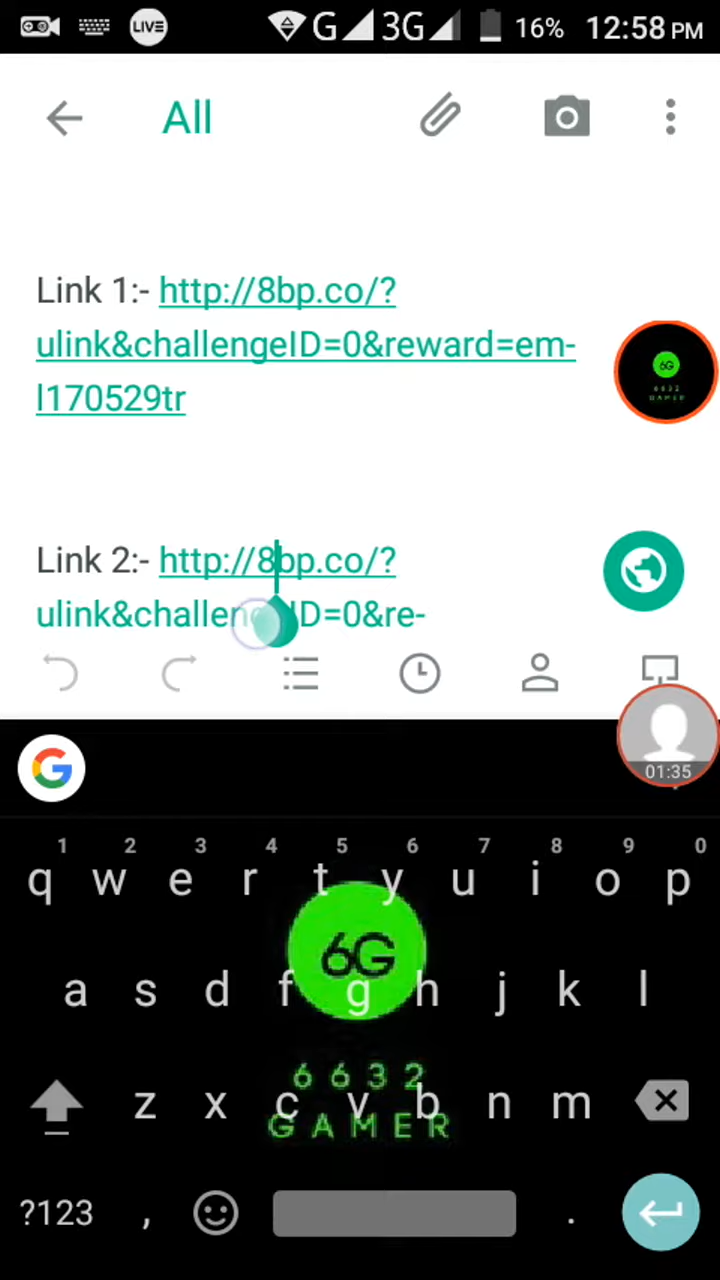 LIVE G 3G 16% 12:58 PM
All
Link 1:- http://8bp.co/?
ulink&challengeID=0&reward=em-
l170529tr
6G
6632
GAMER
Link 2:- http://8bp.co/?
ulink&challen ID=0&re-
01:35
G
1 2 3 4 5 6 7 8 9 0
q w e r t y u i o p
6G
a s d f g h j k l
6632
z x c v b n m
GAMER
?123 , .